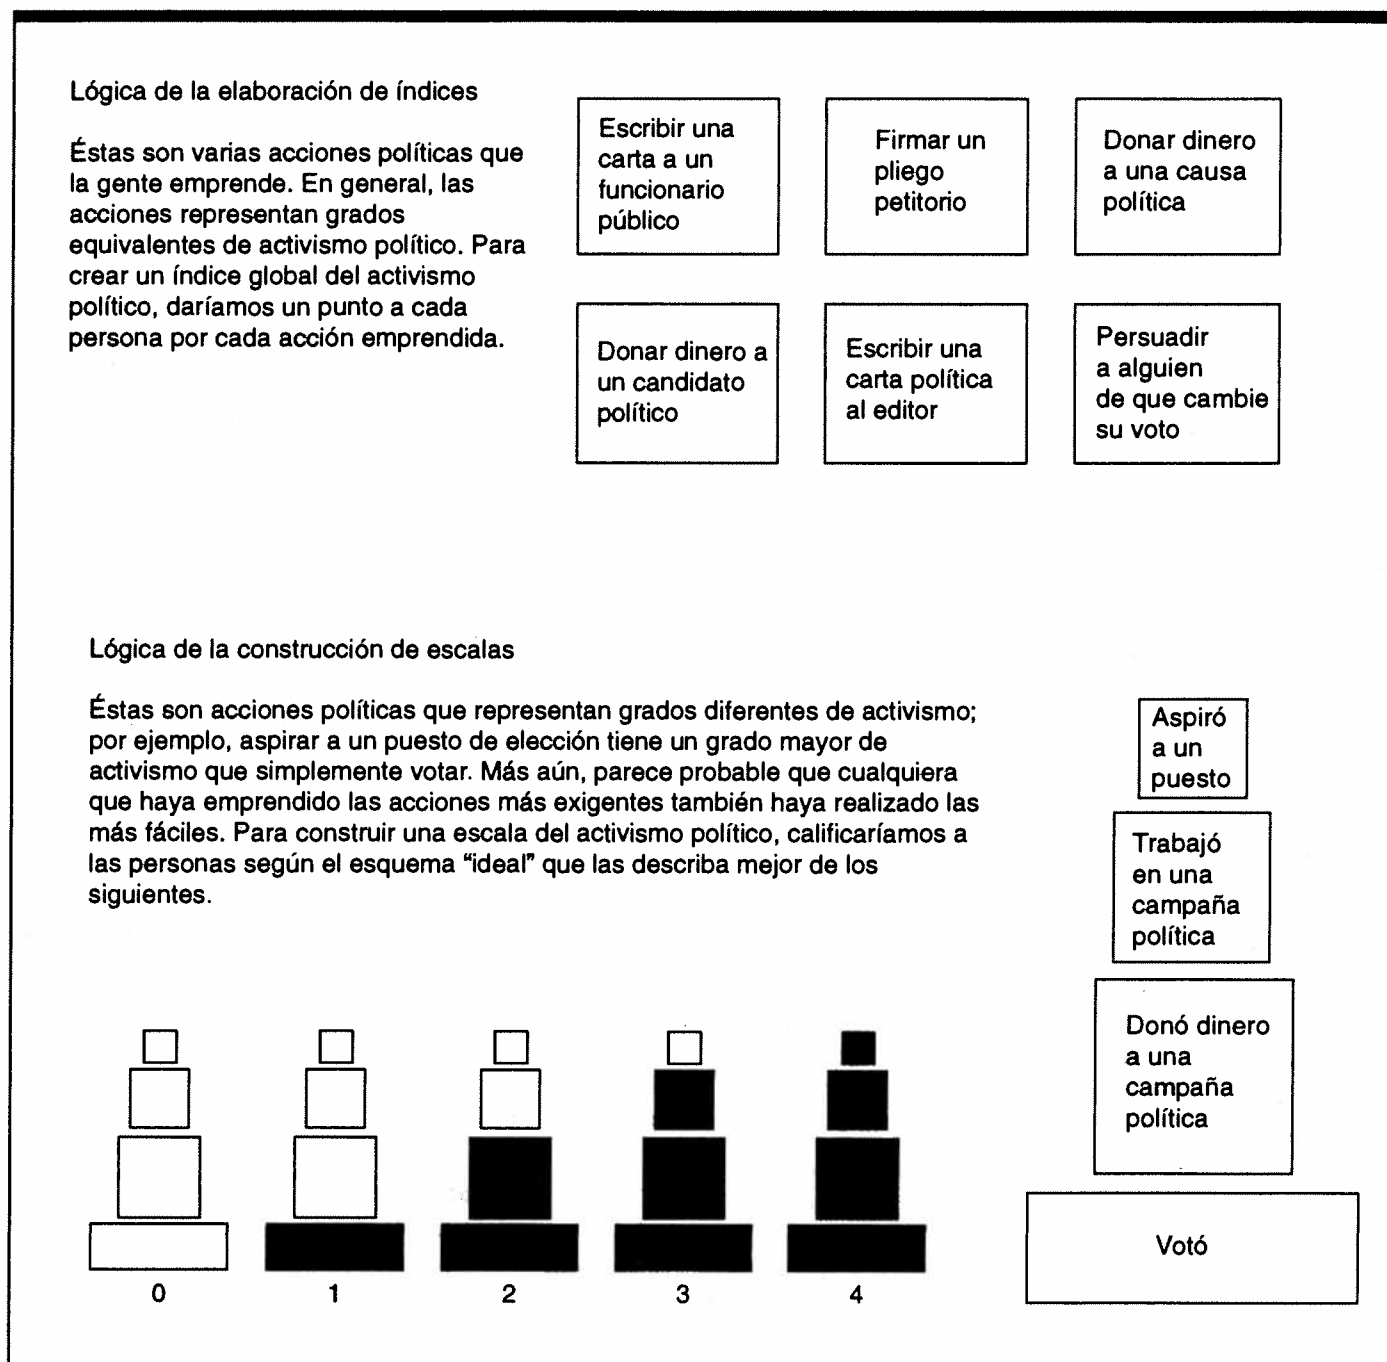 Lógica de la elaboración de índices
Éstas son varias acciones políticas que
la gente emprende. En general, las
acciones representan grados
equivalentes de activismo político. Para
crear un índice global del activismo
político, daríamos un punto a cada
persona por cada acción emprendida.
Escribir una
carta a un
funcionario
público
Firmar un
pliego
petitorio
Donar dinero
a una causa
política
Donar dinero a
un candidato
político
Escribir una
carta política
al editor
Persuadir
a alguien
de que cambie
su voto
Lógica de la construcción de escalas
Éstas son acciones políticas que representan grados diferentes de activismo;
por ejemplo, aspirar a un puesto de elección tiene un grado mayor de
activismo que simplemente votar. Más aún, parece probable que cualquiera
que haya emprendido las acciones más exigentes también haya realizado las
más fáciles. Para construir una escala del activismo político, calificaríamos a
las personas según el esquema “ideal” que las describa mejor de los
siguientes.
Aspiró
a un
puesto
Trabajó
en una
campaña
política
Donó dinero
a una
campaña
política
Votó
0 1 2 3 4